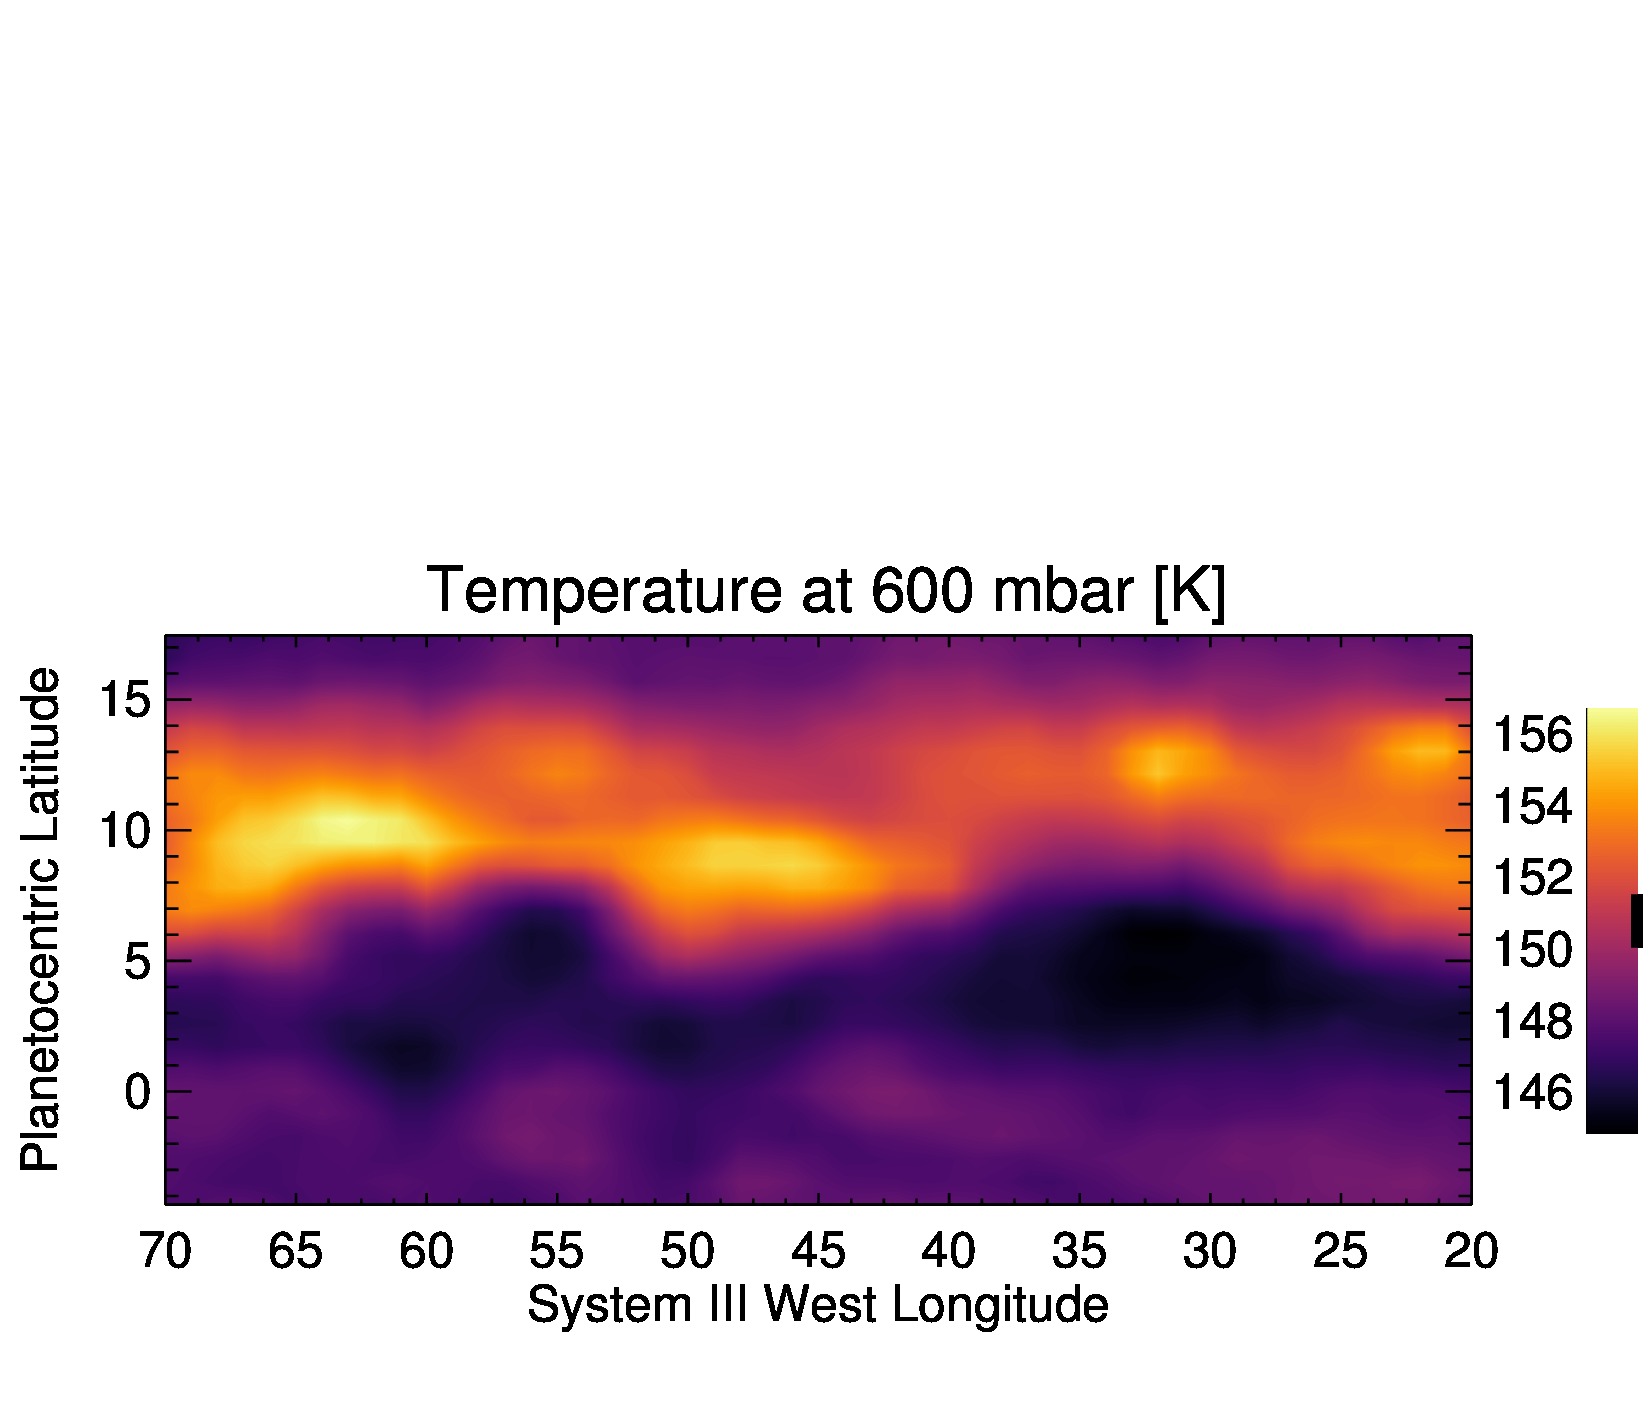 Temperature at 600 mbar [K]
Planetocentric Latitude
15
10
5
0
70 65 60 55 50 45 40 35 30 25 20
System III West Longitude
156
154
152
150
148
146